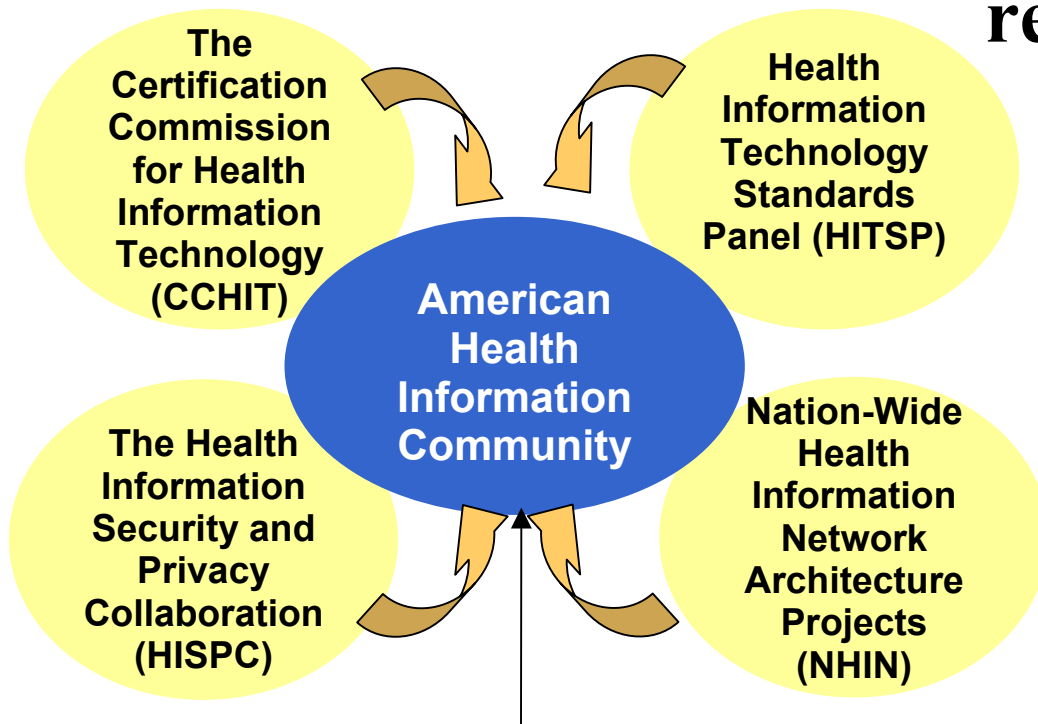 re
The
Certification
Commission
for Health
Information
Technology
(CCHIT)
Health
Information
Technology
Standards
Panel (HITSP)
American
Health
Information
Community
The Health
Information
Security and
Privacy
Collaboration
(HISPC)
Nation-Wide
Health
Information
Network
Architecture
Projects
(NHIN)